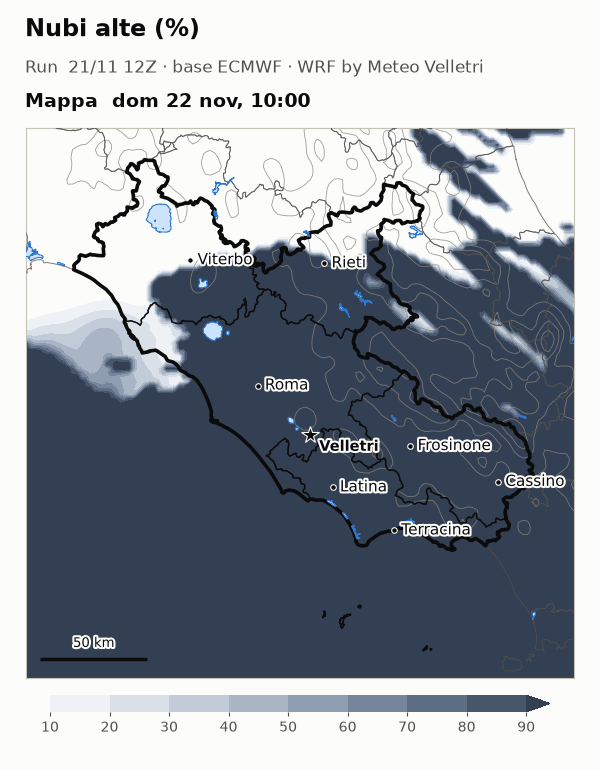 Nubi alte (%)
Run  21/11 12Z · base ECMWF · WRF by Meteo Velletri
Mappa  dom 22 nov, 10:00
Viterbo
Rieti
Roma
Velletri
Frosinone
Cassino
Latina
Terracina
50 km
10 20 30 40 50 60 70 80 90